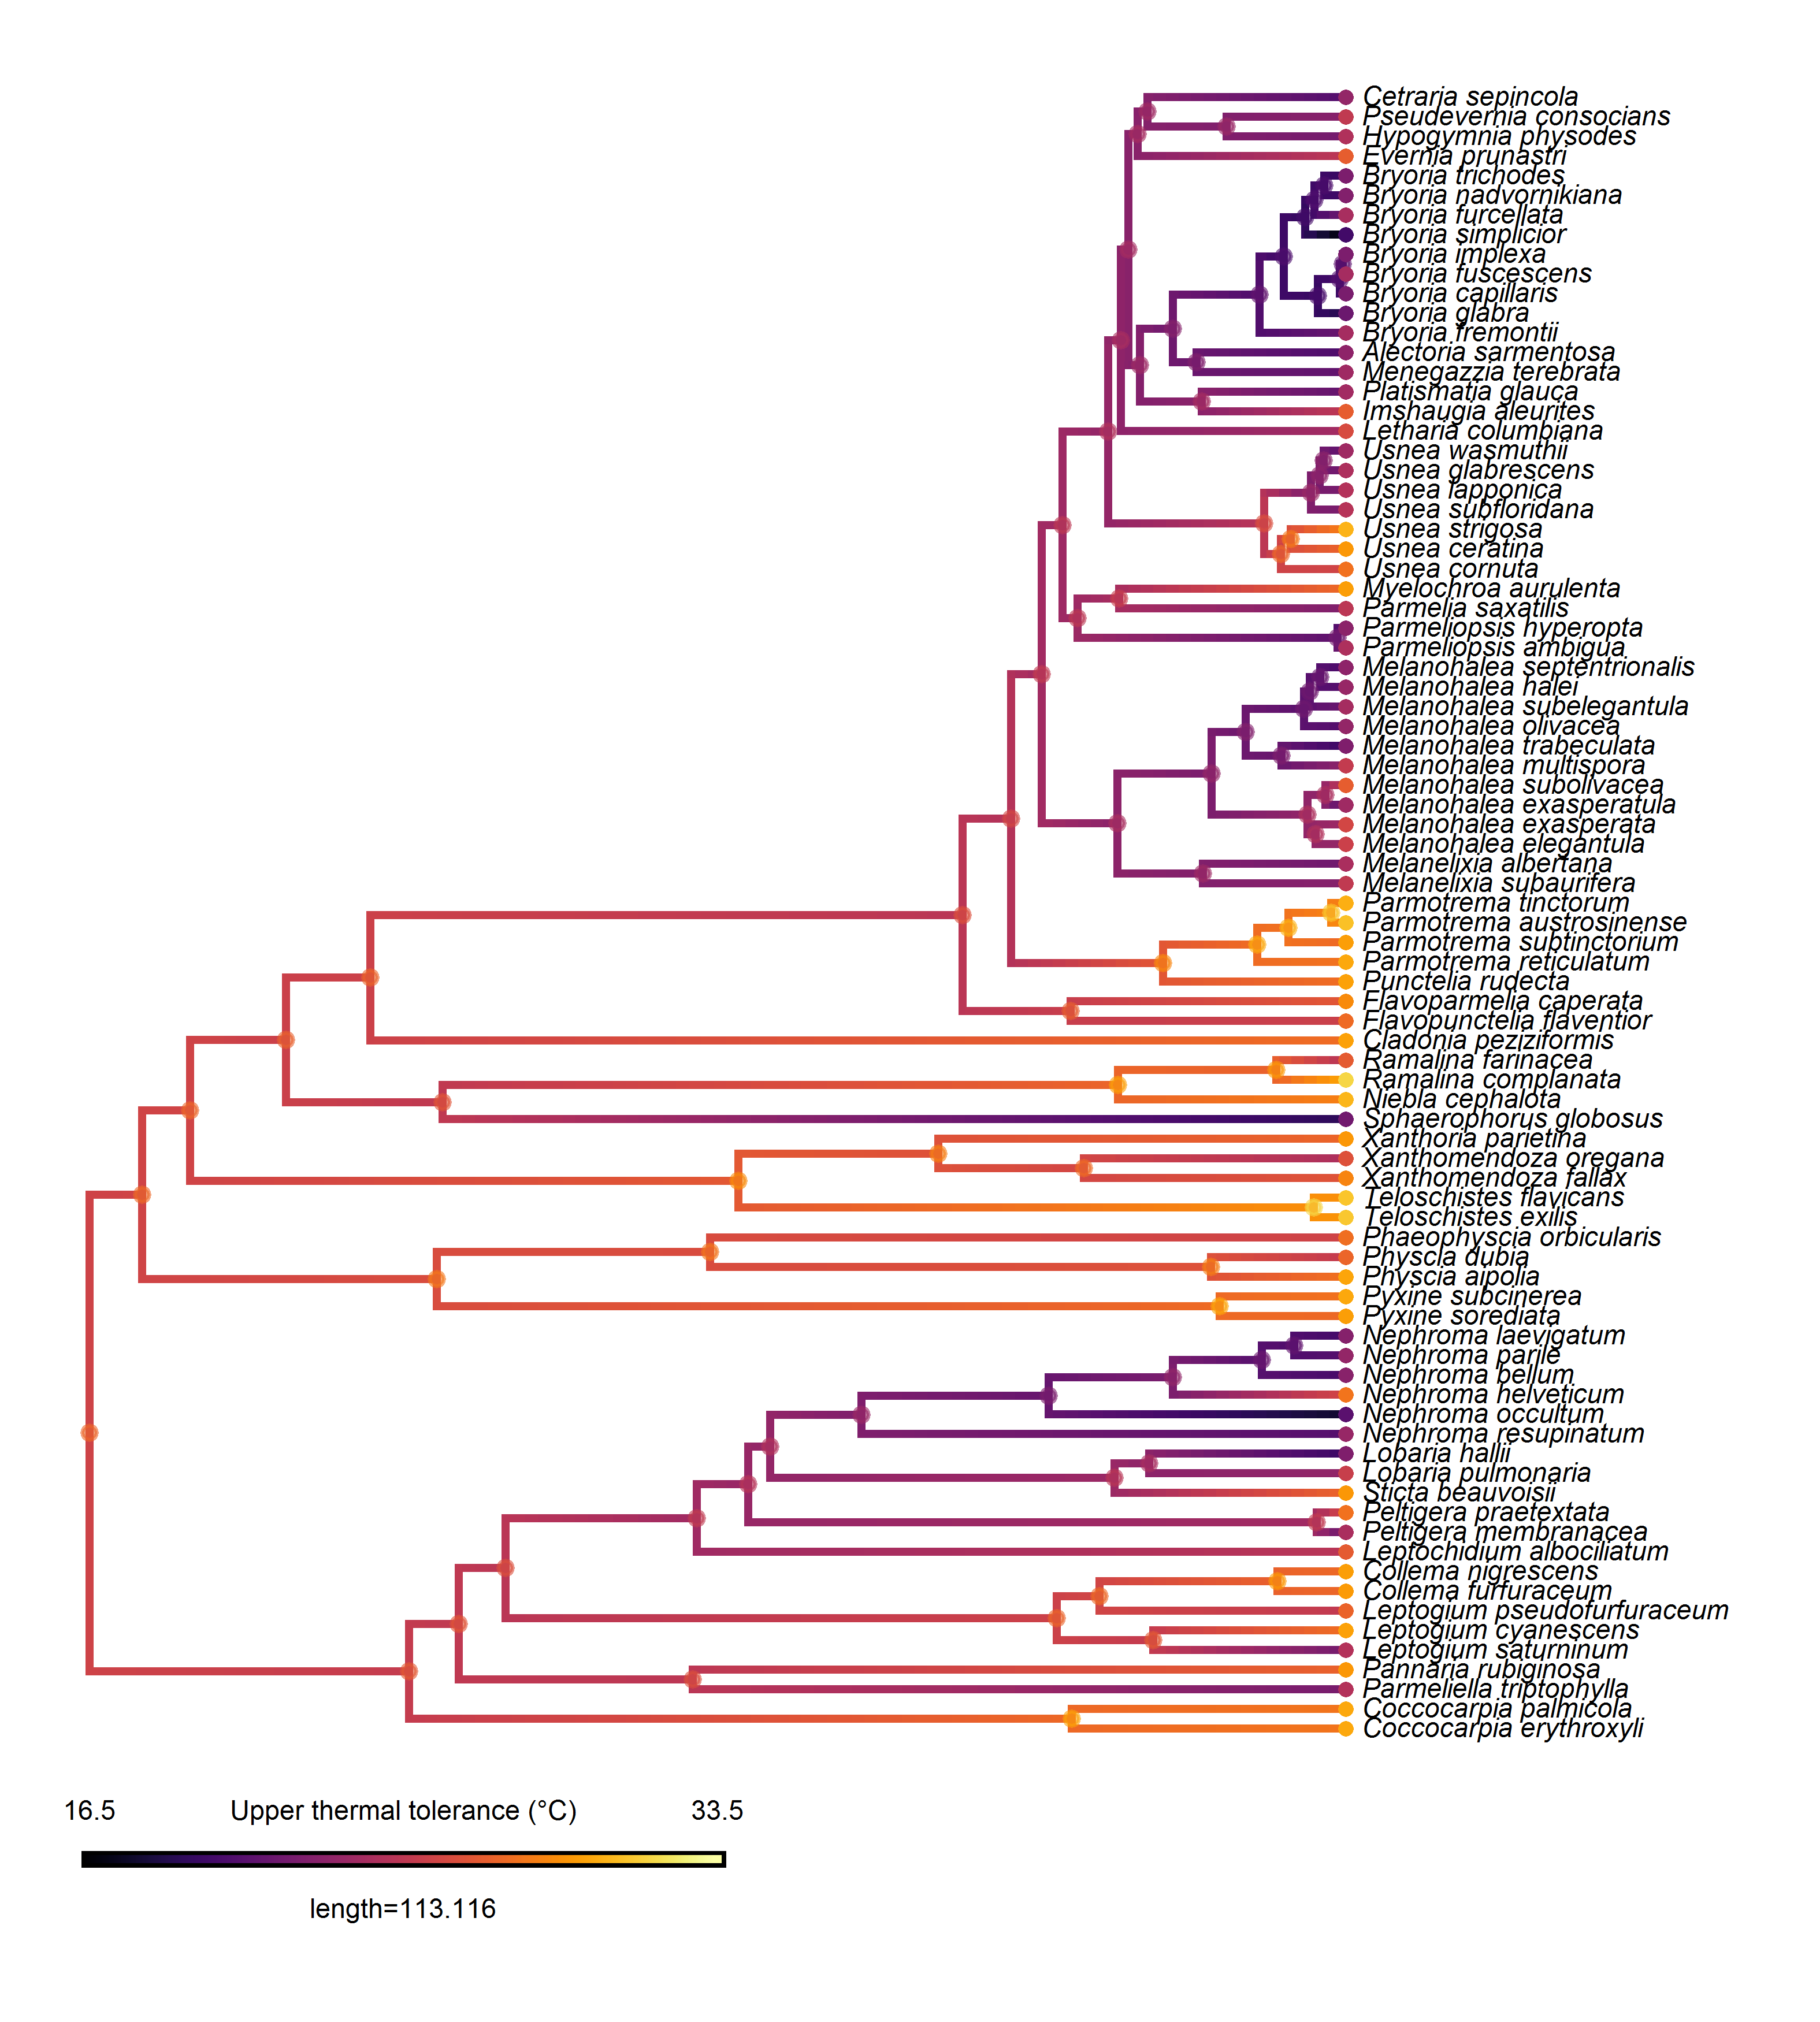 Cetraria sepincola
Pseudevernia consocians
Hypogymnia physodes
Evernia prunastri
Bryoria trichodes
Bryoria nadvornikiana
Bryoria furcellata
Bryoria simplicior
Bryoria implexa
Bryoria fuscescens
Bryoria capillaris
Bryoria glabra
Bryoria fremontii
Alectoria sarmentosa
Menegazzia terebrata
Platismatia glauca
Imshaugia aleurites
Letharia columbiana
Usnea wasmuthii
Usnea glabrescens
Usnea lapponica
Usnea subfloridana
Usnea strigosa
Usnea ceratina
Usnea cornuta
Myelochroa aurulenta
Parmelia saxatilis
Parmeliopsis hyperopta
Parmeliopsis ambigua
Melanohalea septentrionalis
Melanohalea halei
Melanohalea subelegantula
Melanohalea olivacea
Melanohalea trabeculata
Melanohalea multispora
Melanohalea subolivacea
Melanohalea exasperatula
Melanohalea exasperata
Melanohalea elegantula
Melanelixia albertana
Melanelixia subaurifera
Parmotrema tinctorum
Parmotrema austrosinense
Parmotrema subtinctorium
Parmotrema reticulatum
Punctelia rudecta
Flavoparmelia caperata
Flavopunctelia flaventior
Cladonia peziziformis
Ramalina farinacea
Ramalina complanata
Niebla cephalota
Sphaerophorus globosus
Xanthoria parietina
Xanthomendoza oregana
Xanthomendoza fallax
Teloschistes flavicans
Teloschistes exilis
Phaeophyscia orbicularis
Physcia dubia
Physcia aipolia
Pyxine subcinerea
Pyxine sorediata
Nephroma laevigatum
Nephroma parile
Nephroma bellum
Nephroma helveticum
Nephroma occultum
Nephroma resupinatum
Lobaria hallii
Lobaria pulmonaria
Sticta beauvoisii
Peltigera praetextata
Peltigera membranacea
Leptochidium albociliatum
Collema nigrescens
Collema furfuraceum
Leptogium pseudofurfuraceum
Leptogium cyanescens
Leptogium saturninum
Pannaria rubiginosa
Parmeliella triptophylla
Coccocarpia palmicola
Coccocarpia erythroxyli
16.5 Upper thermal tolerance (°C) 33.5
length=113.116